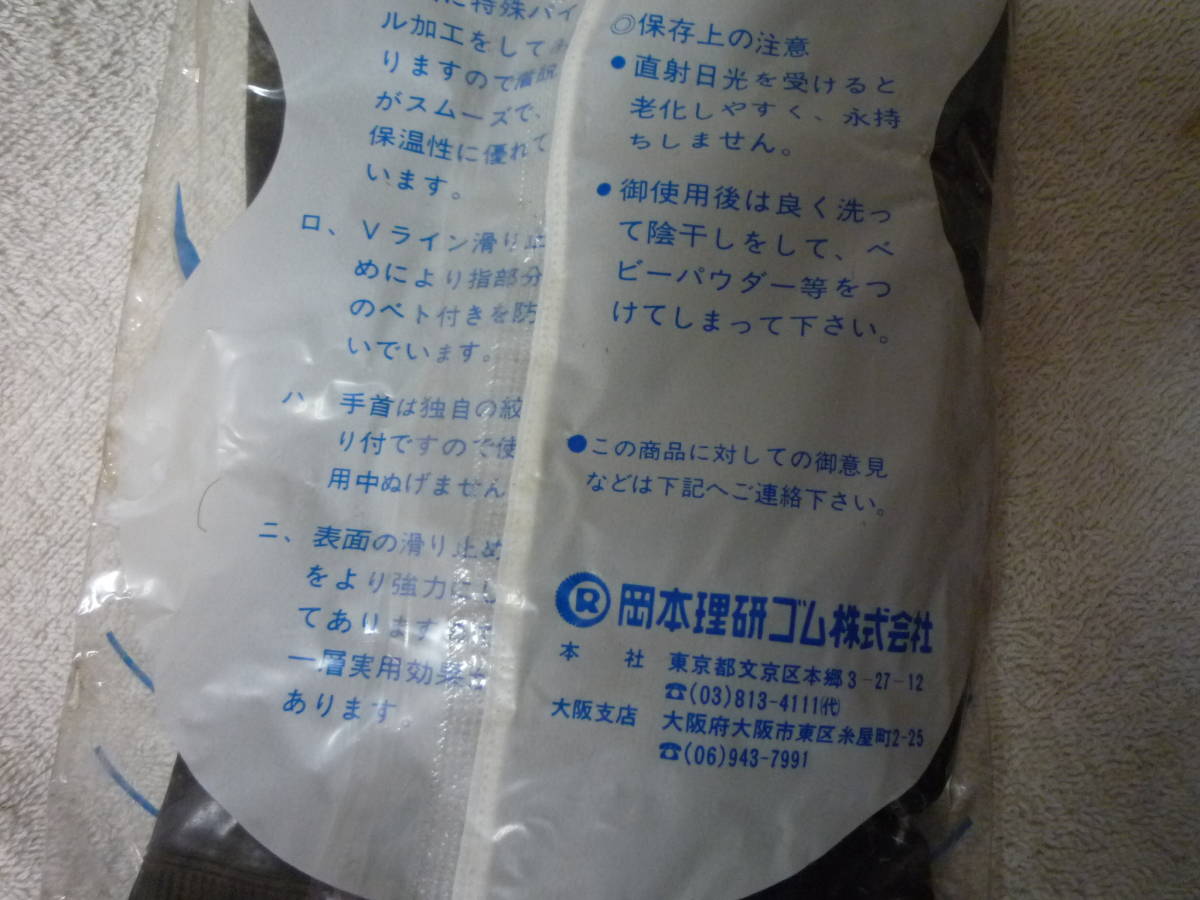 に特殊パイ
ル加工をしてあ
りますので着脱
がスムーズで、
保温性に優れて
います。
ロ、Vライン滑り止
めにより指部分
のベト付きを防
いでいます。
ハ、手首は独自の絞
り付ですので使
用中ぬげません
ニ、表面の滑り止め
をより強力にし
てあります
一層実用効果
あります。
◎保存上の注意
●直射日光を受けると
老化しやすく、永持
ちしません。
●御使用後は良く洗っ
て陰干しをして、ベ
ビーパウダー等をつ
けてしまって下さい。
●この商品に対しての御意見
などは下記へご連絡下さい。
®岡本理研ゴム株式会社
本 社 東京都文京区本郷3-27-12
☎(03)813-4111㈹
大阪支店 大阪府大阪市東区糸屋町2-25
☎(06)943-7991